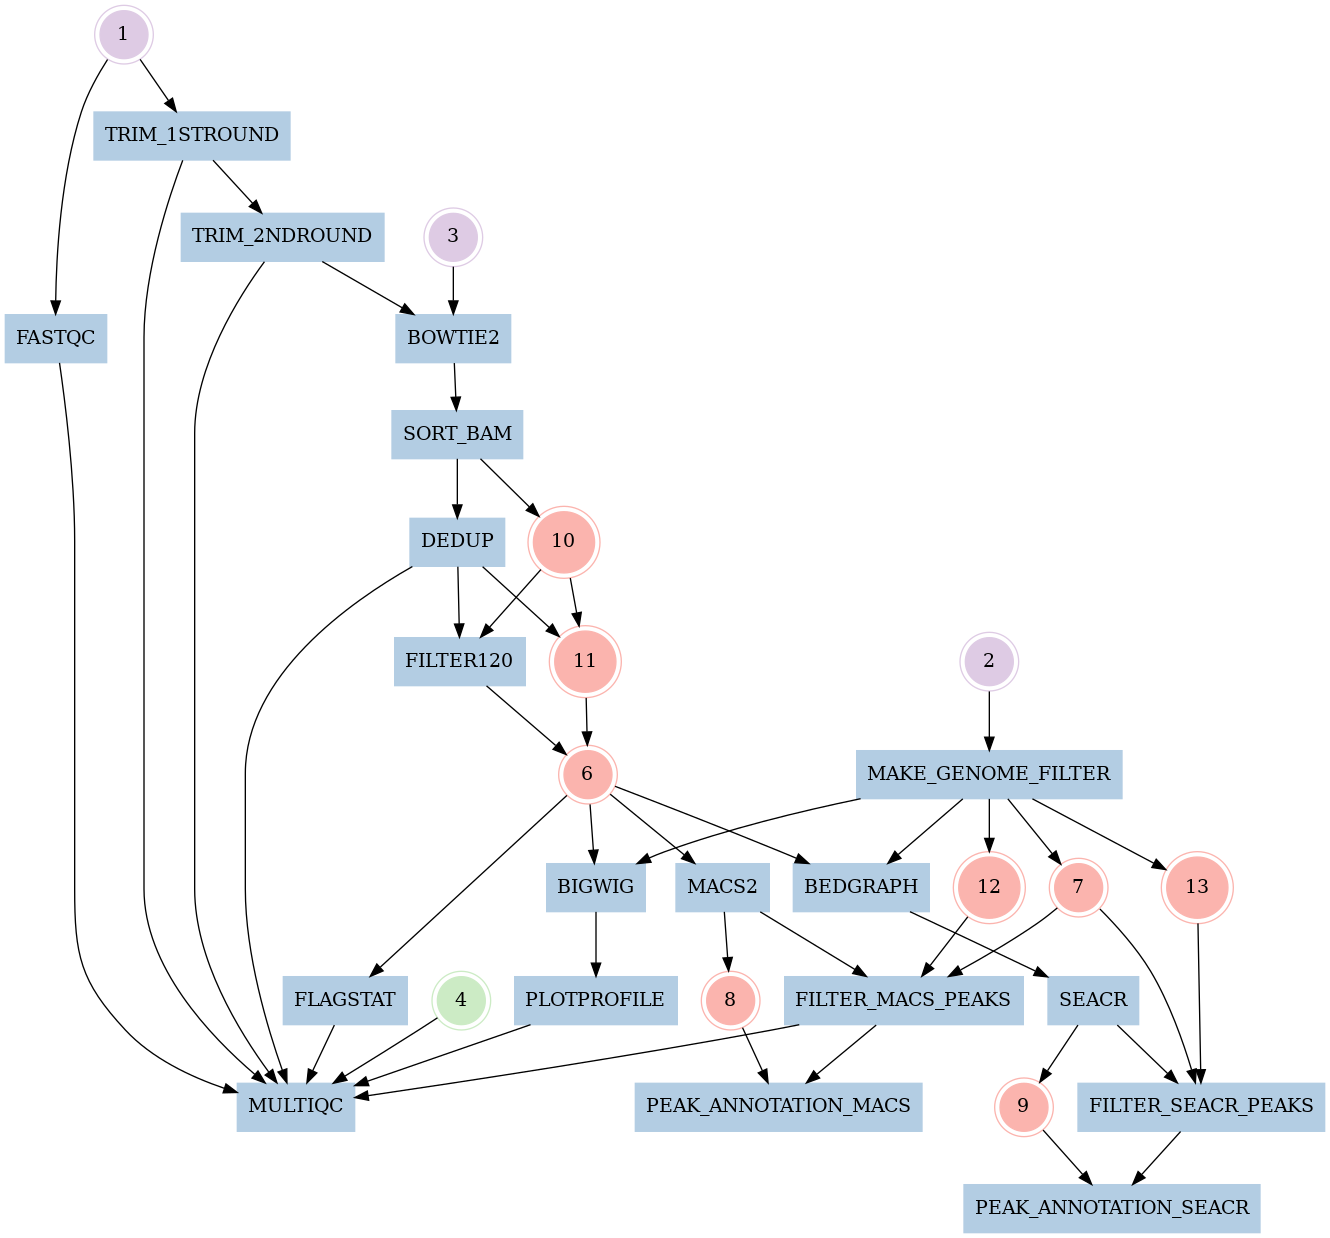 1
TRIM_1STROUND
TRIM_2NDROUND
3
FASTQC
BOWTIE2
SORT_BAM
DEDUP
10
FILTER120
11
2
6
MAKE_GENOME_FILTER
BIGWIG
MACS2
BEDGRAPH
12
7
13
FLAGSTAT
4
PLOTPROFILE
8
FILTER_MACS_PEAKS
SEACR
MULTIQC
PEAK_ANNOTATION_MACS
9
FILTER_SEACR_PEAKS
PEAK_ANNOTATION_SEACR